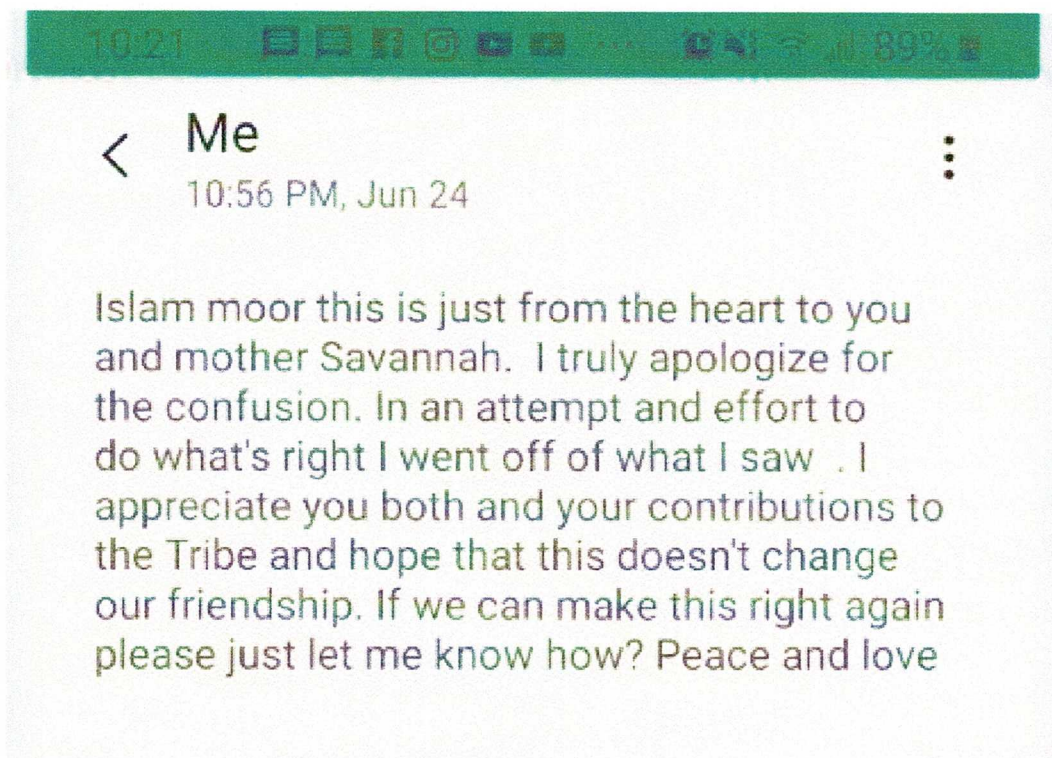 10:21 89%
Me
10:56 PM, Jun 24
Islam moor this is just from the heart to you
and mother Savannah.  I truly apologize for
the confusion. In an attempt and effort to
do what's right I went off of what I saw  . I
appreciate you both and your contributions to
the Tribe and hope that this doesn't change
our friendship. If we can make this right again
please just let me know how? Peace and love